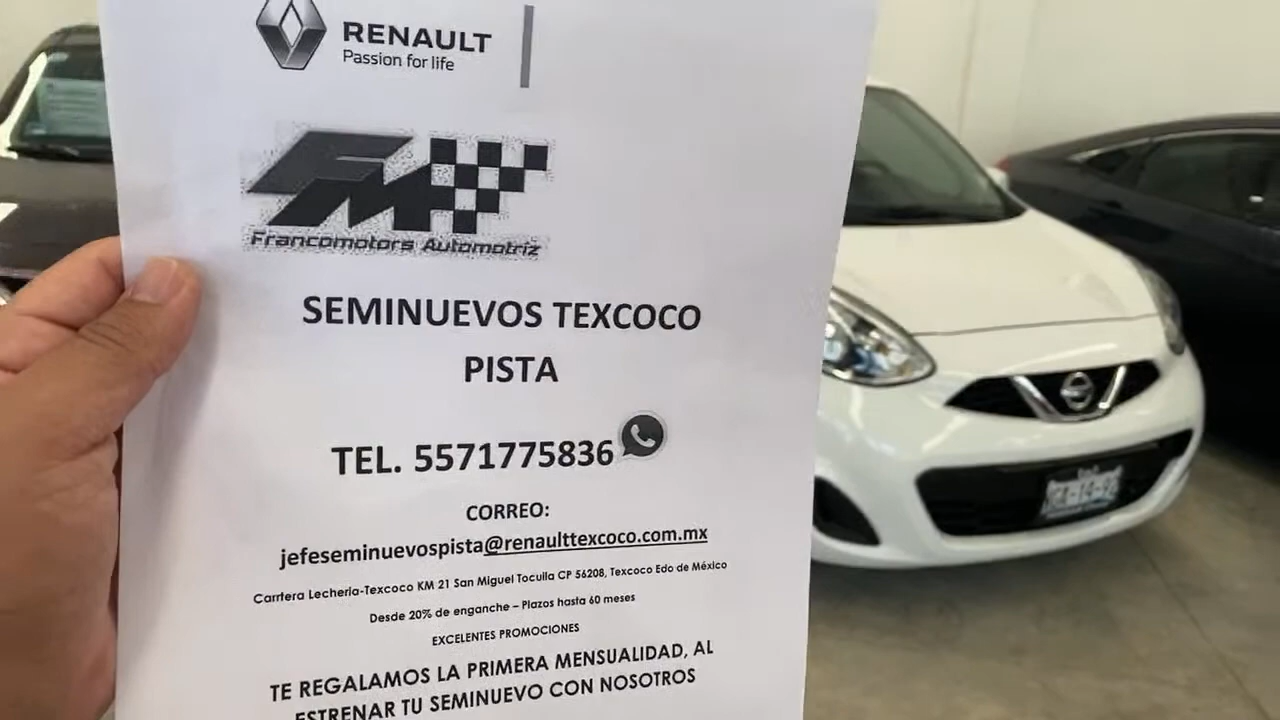 RENAULT
Passion for life
FM
Francomotors Automotriz
SEMINUEVOS TEXCOCO
PISTA
TEL. 5571775836
CORREO:
jefeseminuevospista@renaulttexcoco.com.mx
Carrtera Lecheria-Texcoco KM 21 San Miguel Tocuila CP 56208, Texcoco Edo de México
Desde 20% de enganche – Plazos hasta 60 meses
EXCELENTES PROMOCIONES
TE REGALAMOS LA PRIMERA MENSUALIDAD, AL
ESTRENAR TU SEMINUEVO CON NOSOTROS